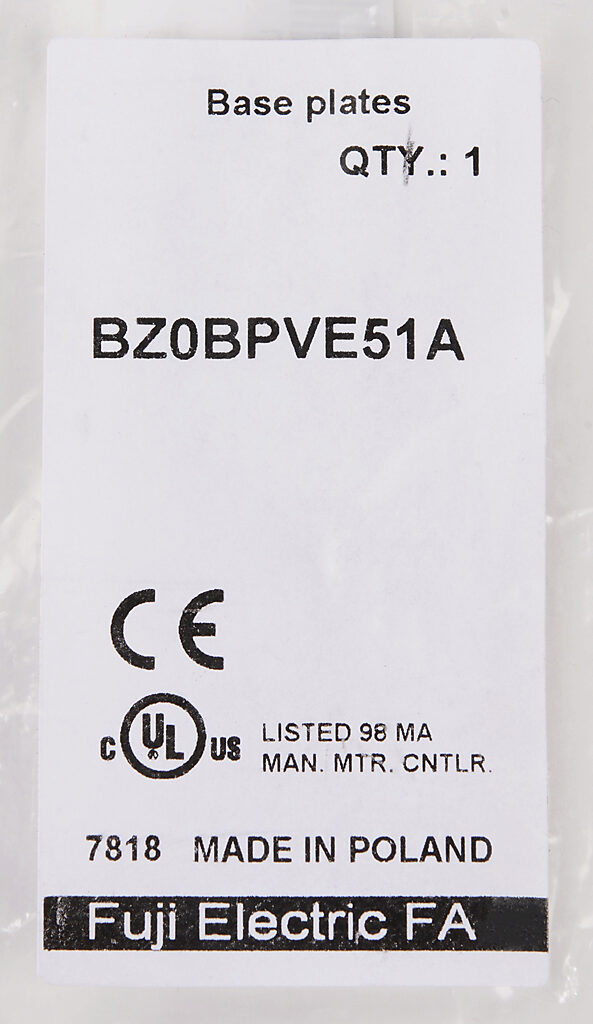 Base plates
QTY.: 1
BZ0BPVE51A
CE
C UL US LISTED 98 MA
MAN. MTR. CNTLR.
7818 MADE IN POLAND
Fuji Electric FA